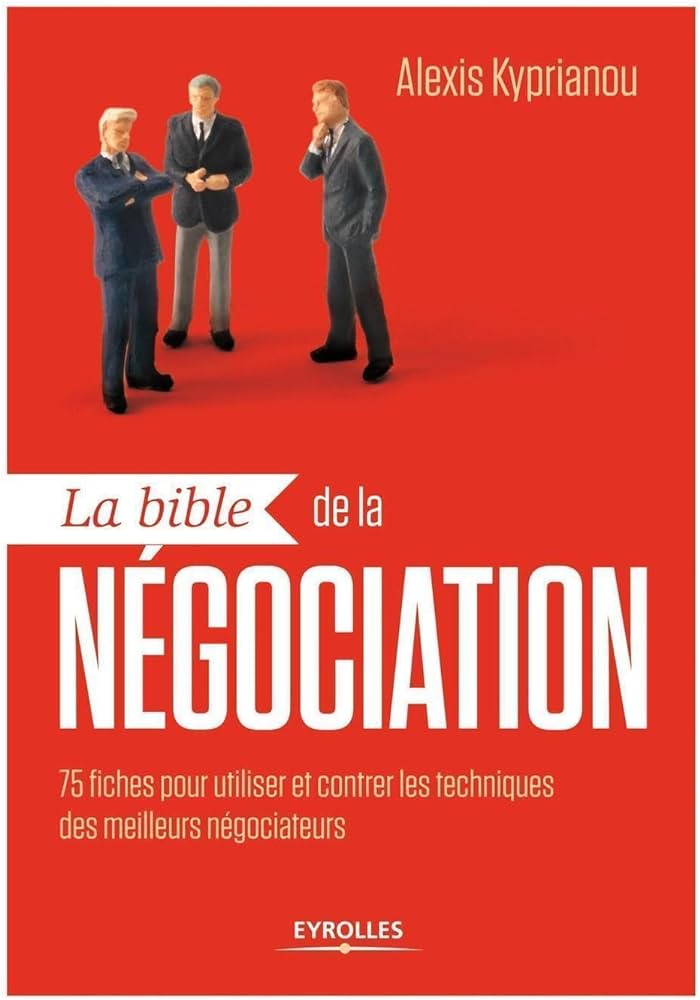 Alexis Kyprianou
La bible de la
NÉGOCIATION
75 fiches pour utiliser et contrer les techniques
des meilleurs négociateurs
EYROLLES